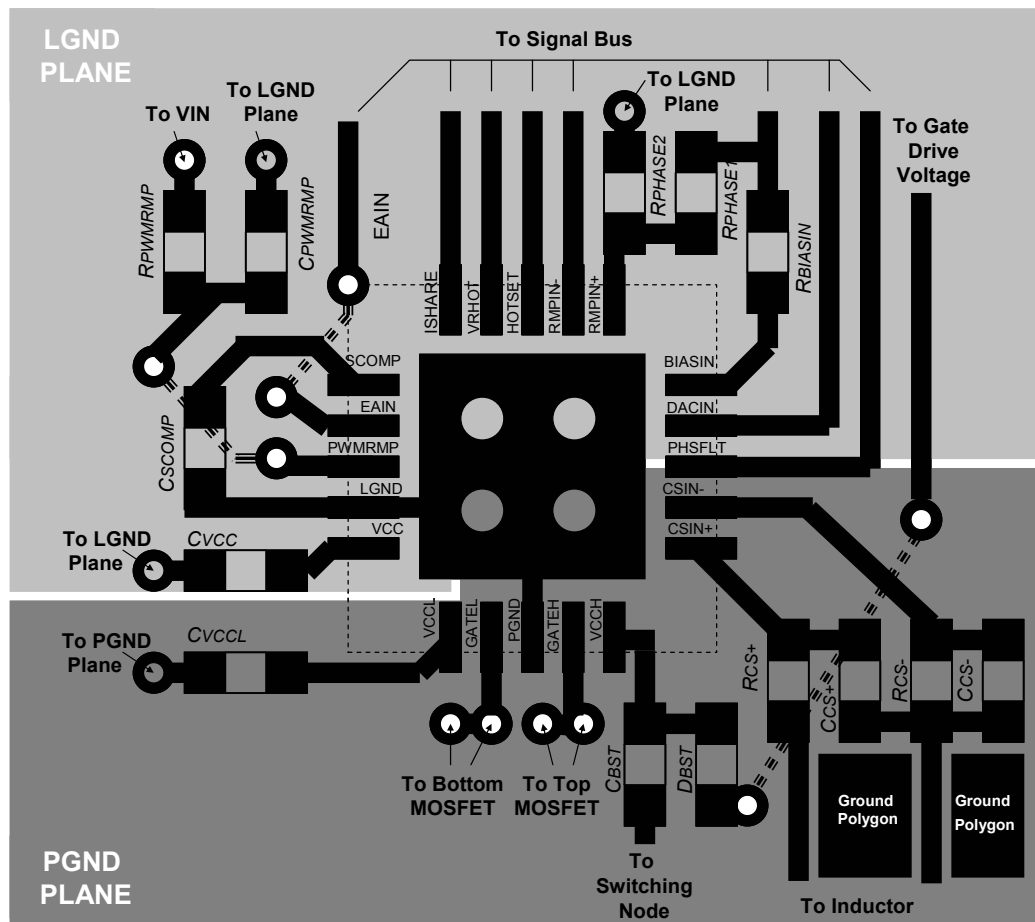 LGND
PLANE
To Signal Bus
To LGND
Plane
To VIN
To LGND
Plane
To Gate
Drive
Voltage
RPWMRMP
CPWMRMP
EAIN
RPHASE2
RPHASE1
RBIASIN
ISHARE
VRHOT
HOTSET
RMPIN-
RMPIN+
SCOMP
EAIN
PWMRMP
LGND
VCC
BIASIN
DACIN
PHSFLT
CSIN-
CSIN+
CSCOMP
To LGND
Plane
CVCC
VCCL
GATEL
PGND
GATEH
VCCH
To PGND
Plane
CVCCL
RCS+
CCS+
RCS-
CCS-
CBST
DBST
To Bottom
MOSFET
To Top
MOSFET
Ground
Polygon
Ground
Polygon
To
Switching
Node
To Inductor
PGND
PLANE